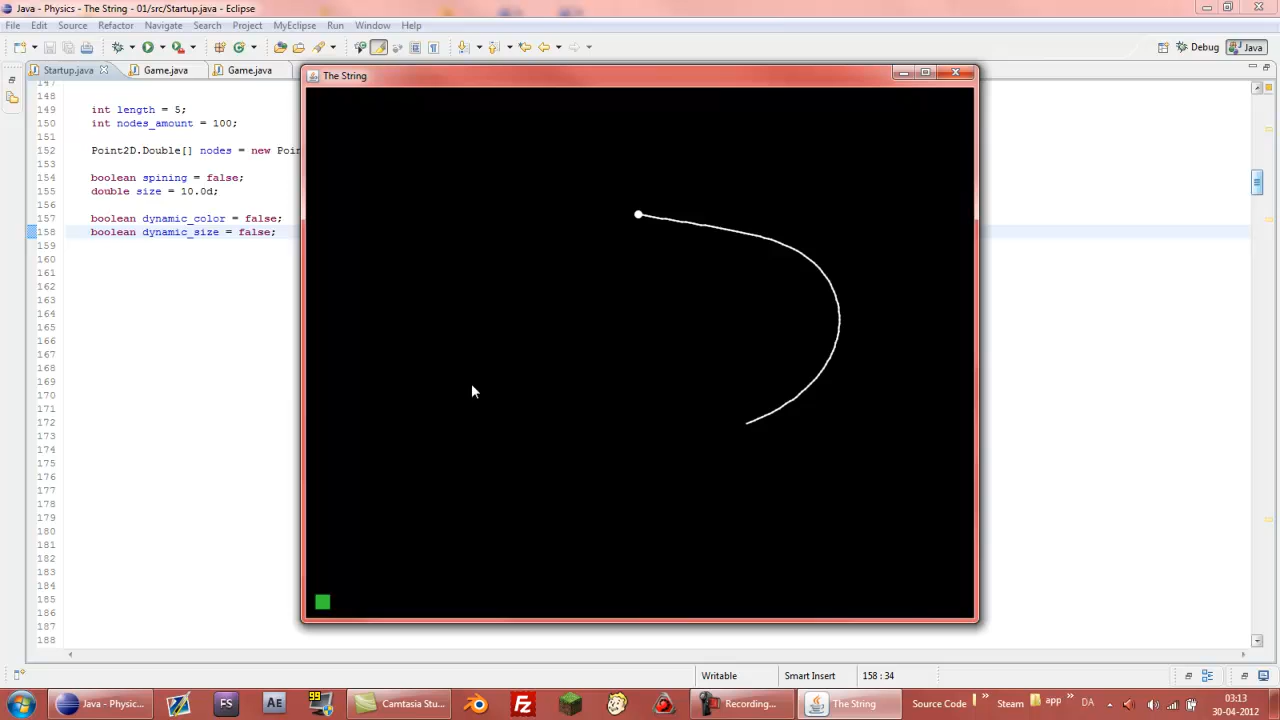 Java - Physics - The String - 01/src/Startup.java - Eclipse
File Edit Source Refactor Navigate Search Project MyEclipse Run Window Help
Debug Java
Startup.java Game.java Game.java
The String
147
148
149 int length = 5;
150 int nodes_amount = 100;
151
152 Point2D.Double[] nodes = new Poin
153
154 boolean spining = false;
155 double size = 10.0d;
156
157 boolean dynamic_color = false;
158 boolean dynamic_size = false;
159
160
161
162
163
164
165
166
167
168
169
170
171
172
173
174
175
176
177
178
179
180
181
182
183
184
185
186
187
188
Writable Smart Insert 158 : 34
Java - Physic... FS AE 99 Camtasia Stu... Fz Recording... The String Source Code » Steam app » DA 03:13
30-04-2012